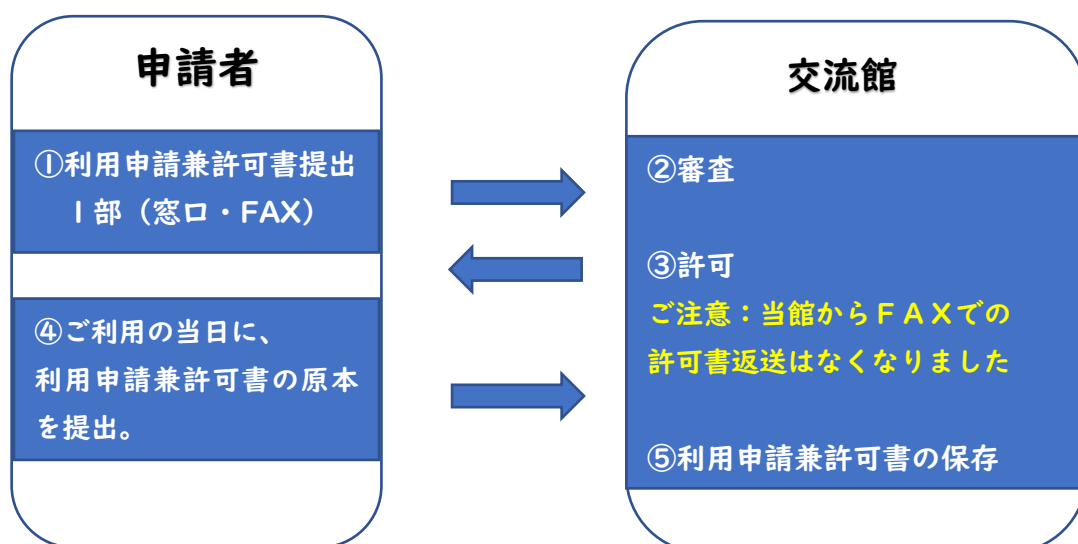 申請者
①利用申請兼許可書提出
１部（窓口・FAX）
④ご利用の当日に、
利用申請兼許可書の原本
を提出。
交流館
②審査
③許可
ご注意：当館からＦＡＸでの
許可書返送はなくなりました
⑤利用申請兼許可書の保存